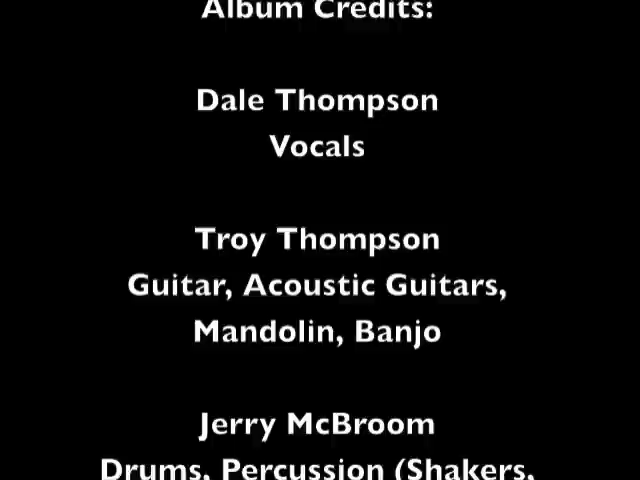 Album Credits:
Dale Thompson
Vocals
Troy Thompson
Guitar, Acoustic Guitars,
Mandolin, Banjo
Jerry McBroom
Drums, Percussion (Shakers,